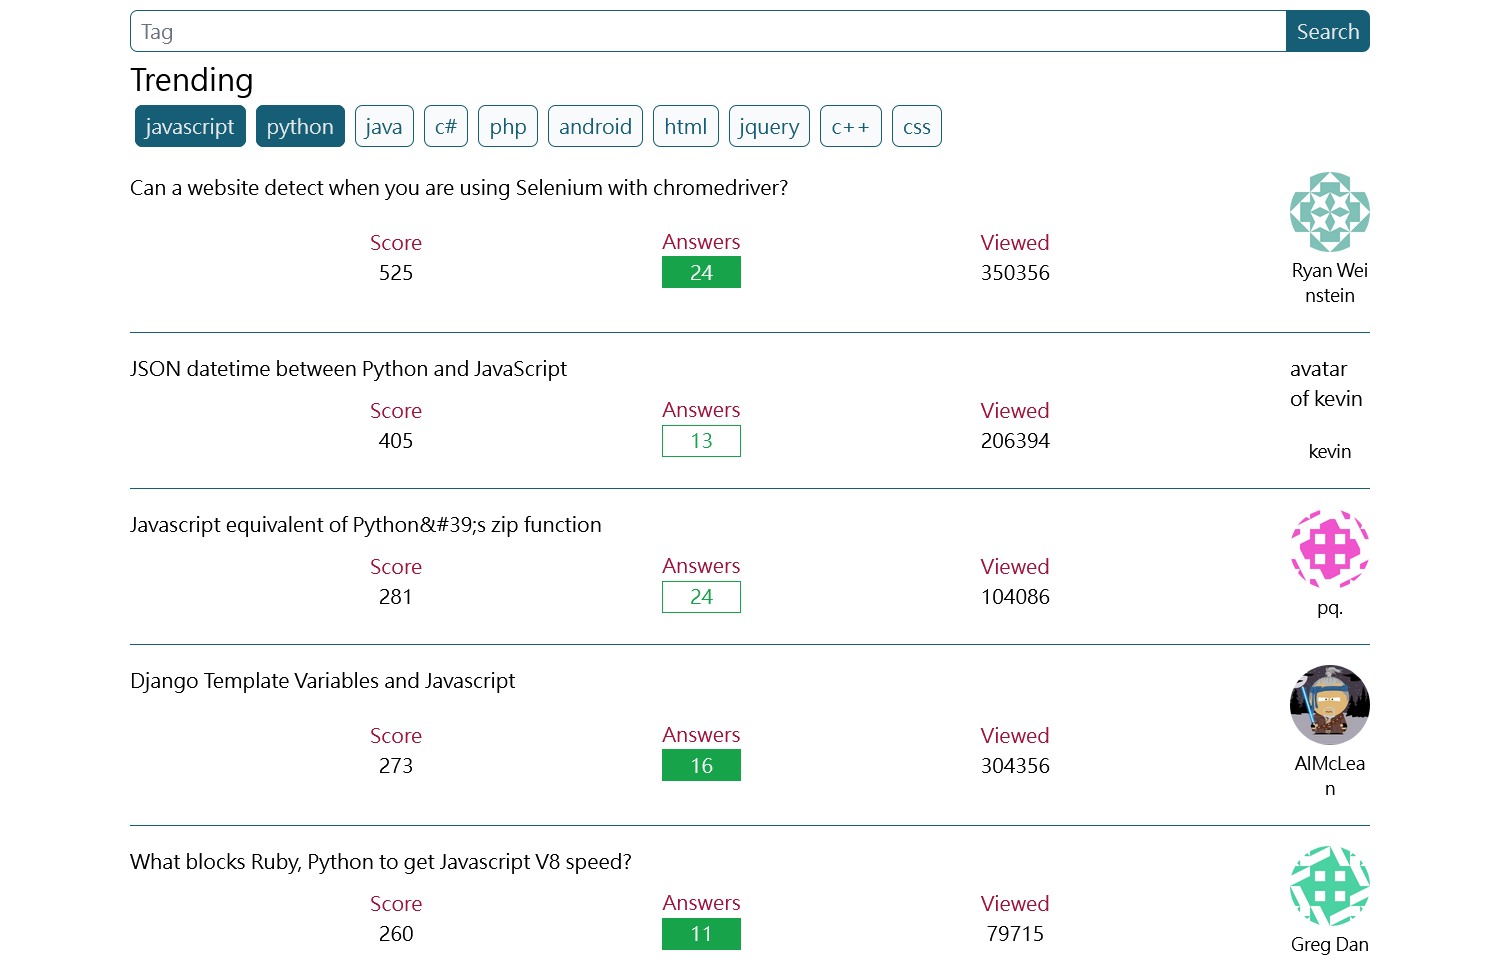 Tag Search
Trending
javascript python java c# php android html jquery c++ css
Can a website detect when you are using Selenium with chromedriver?
Score Answers Viewed
525 24 350356
Ryan Wei
nstein
JSON datetime between Python and JavaScript
avatar
of kevin
Score Answers Viewed
405 13 206394
kevin
Javascript equivalent of Python&#39;s zip function
Score Answers Viewed
281 24 104086
pq.
Django Template Variables and Javascript
Score Answers Viewed
273 16 304356
AlMcLea
n
What blocks Ruby, Python to get Javascript V8 speed?
Score Answers Viewed
260 11 79715
Greg Dan